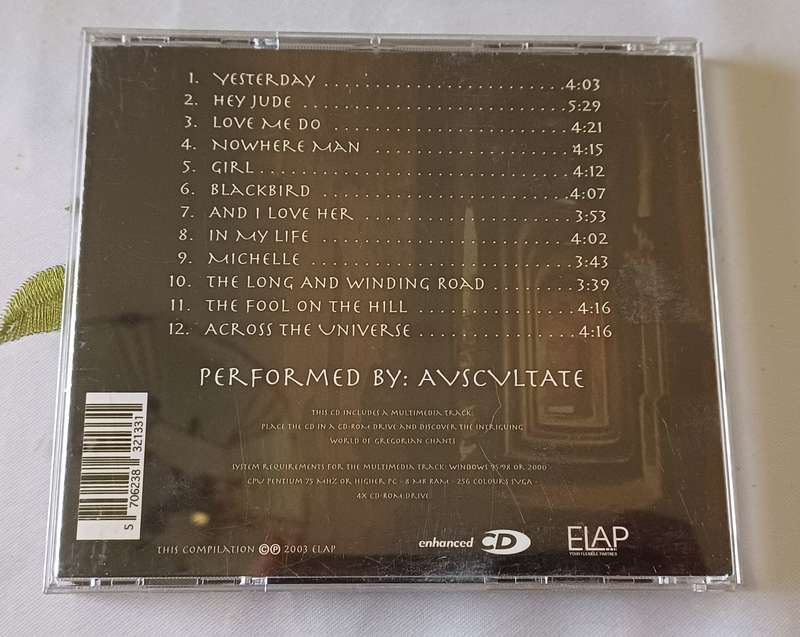 1. YESTERDAY ........................4:03
2. HEY JUDE ..........................5:29
3. LOVE ME DO ........................4:21
4. NOWHERE MAN .....................4:15
5. GIRL ...............................4:12
6. BLACKBIRD .........................4:07
7. AND I LOVE HER .....................3:53
8. IN MY LIFE .........................4:02
9. MICHELLE ..........................3:43
10. THE LONG AND WINDING ROAD ........3:39
11. THE FOOL ON THE HILL ................4:16
12. ACROSS THE UNIVERSE ...............4:16
PERFORMED BY: AVSCVLTATE
THIS CD INCLUDES A MULTIMEDIA TRACK.
PLACE THE CD IN A CD-ROM DRIVE AND DISCOVER THE INTRIGUING
WORLD OF GREGORIAN CHANTS
SYSTEM REQUIREMENTS FOR THE MULTIMEDIA TRACK: WINDOWS 95/98 OR 2000
CPU PENTIUM 75 MHZ OR HIGHER PC - 8 MB RAM - 256 COLOURS SVGA -
4X CD-ROM DRIVE
5 706238 321331
THIS COMPILATION ©℗ 2003 ELAP
enhanced CD
ELAP
YOUR FLEXIBLE PARTNER